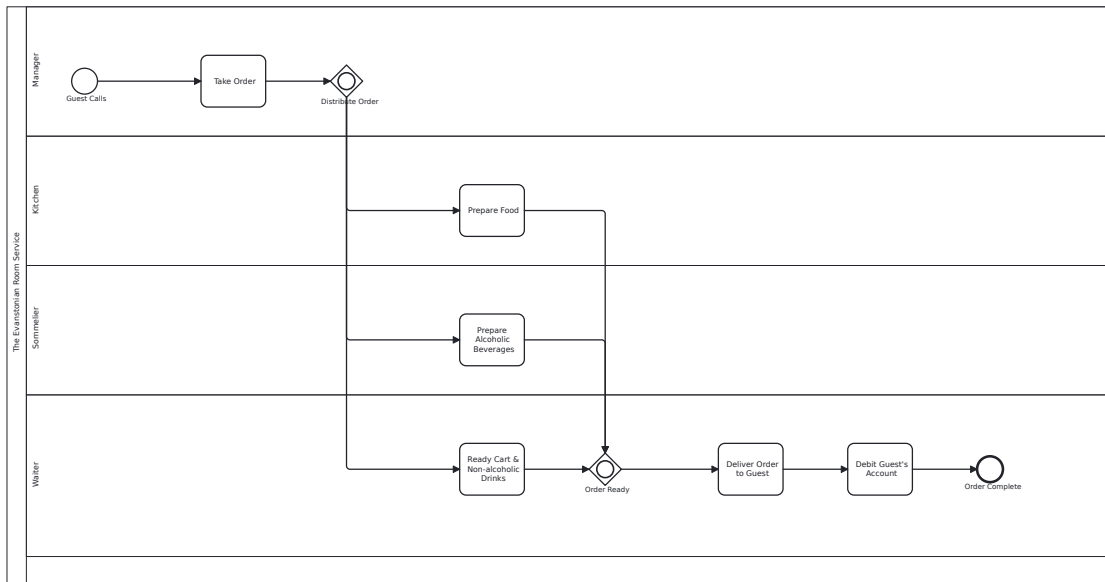 The Evanstonian Room Service
Manager
Guest Calls
Take Order
Distribute Order
Kitchen
Prepare Food
Sommelier
Prepare
Alcoholic
Beverages
Waiter
Ready Cart &
Non-alcoholic
Drinks
Order Ready
Deliver Order
to Guest
Debit Guest's
Account
Order Complete